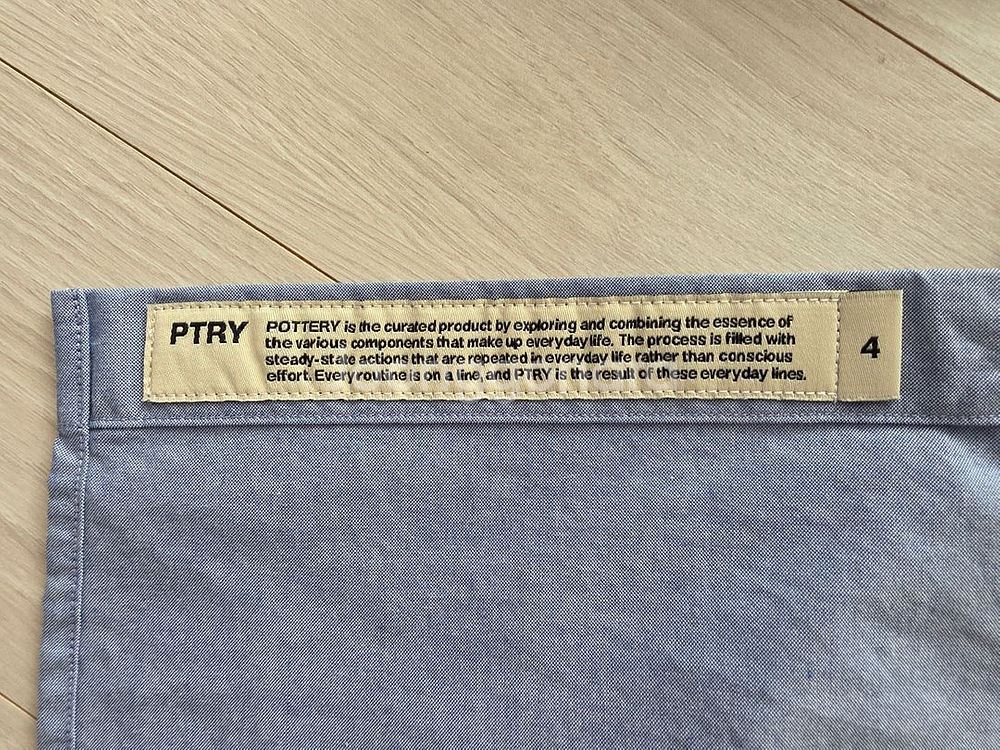 PTRY
POTTERY is the curated product by exploring and combining the essence of
the various components that make up everyday life. The process is filled with
steady-state actions that are repeated in everyday life rather than conscious
effort. Every routine is on a line, and PTRY is the result of these everyday lines.
4